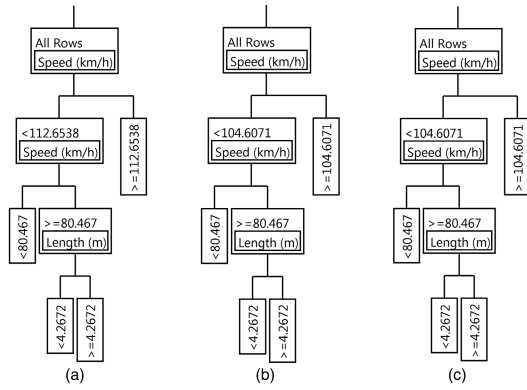 All Rows
Speed (km/h)
<112.6538
Speed (km/h)
>=112.6538
<80.467
>=80.467
Length (m)
<4.2672
>=4.2672
(a)
All Rows
Speed (km/h)
<104.6071
Speed (km/h)
>=104.6071
<80.467
>=80.467
Length (m)
<4.2672
>=4.2672
(b)
All Rows
Speed (km/h)
<104.6071
Speed (km/h)
>=104.6071
<80.467
>=80.467
Length (m)
<4.2672
>=4.2672
(c)